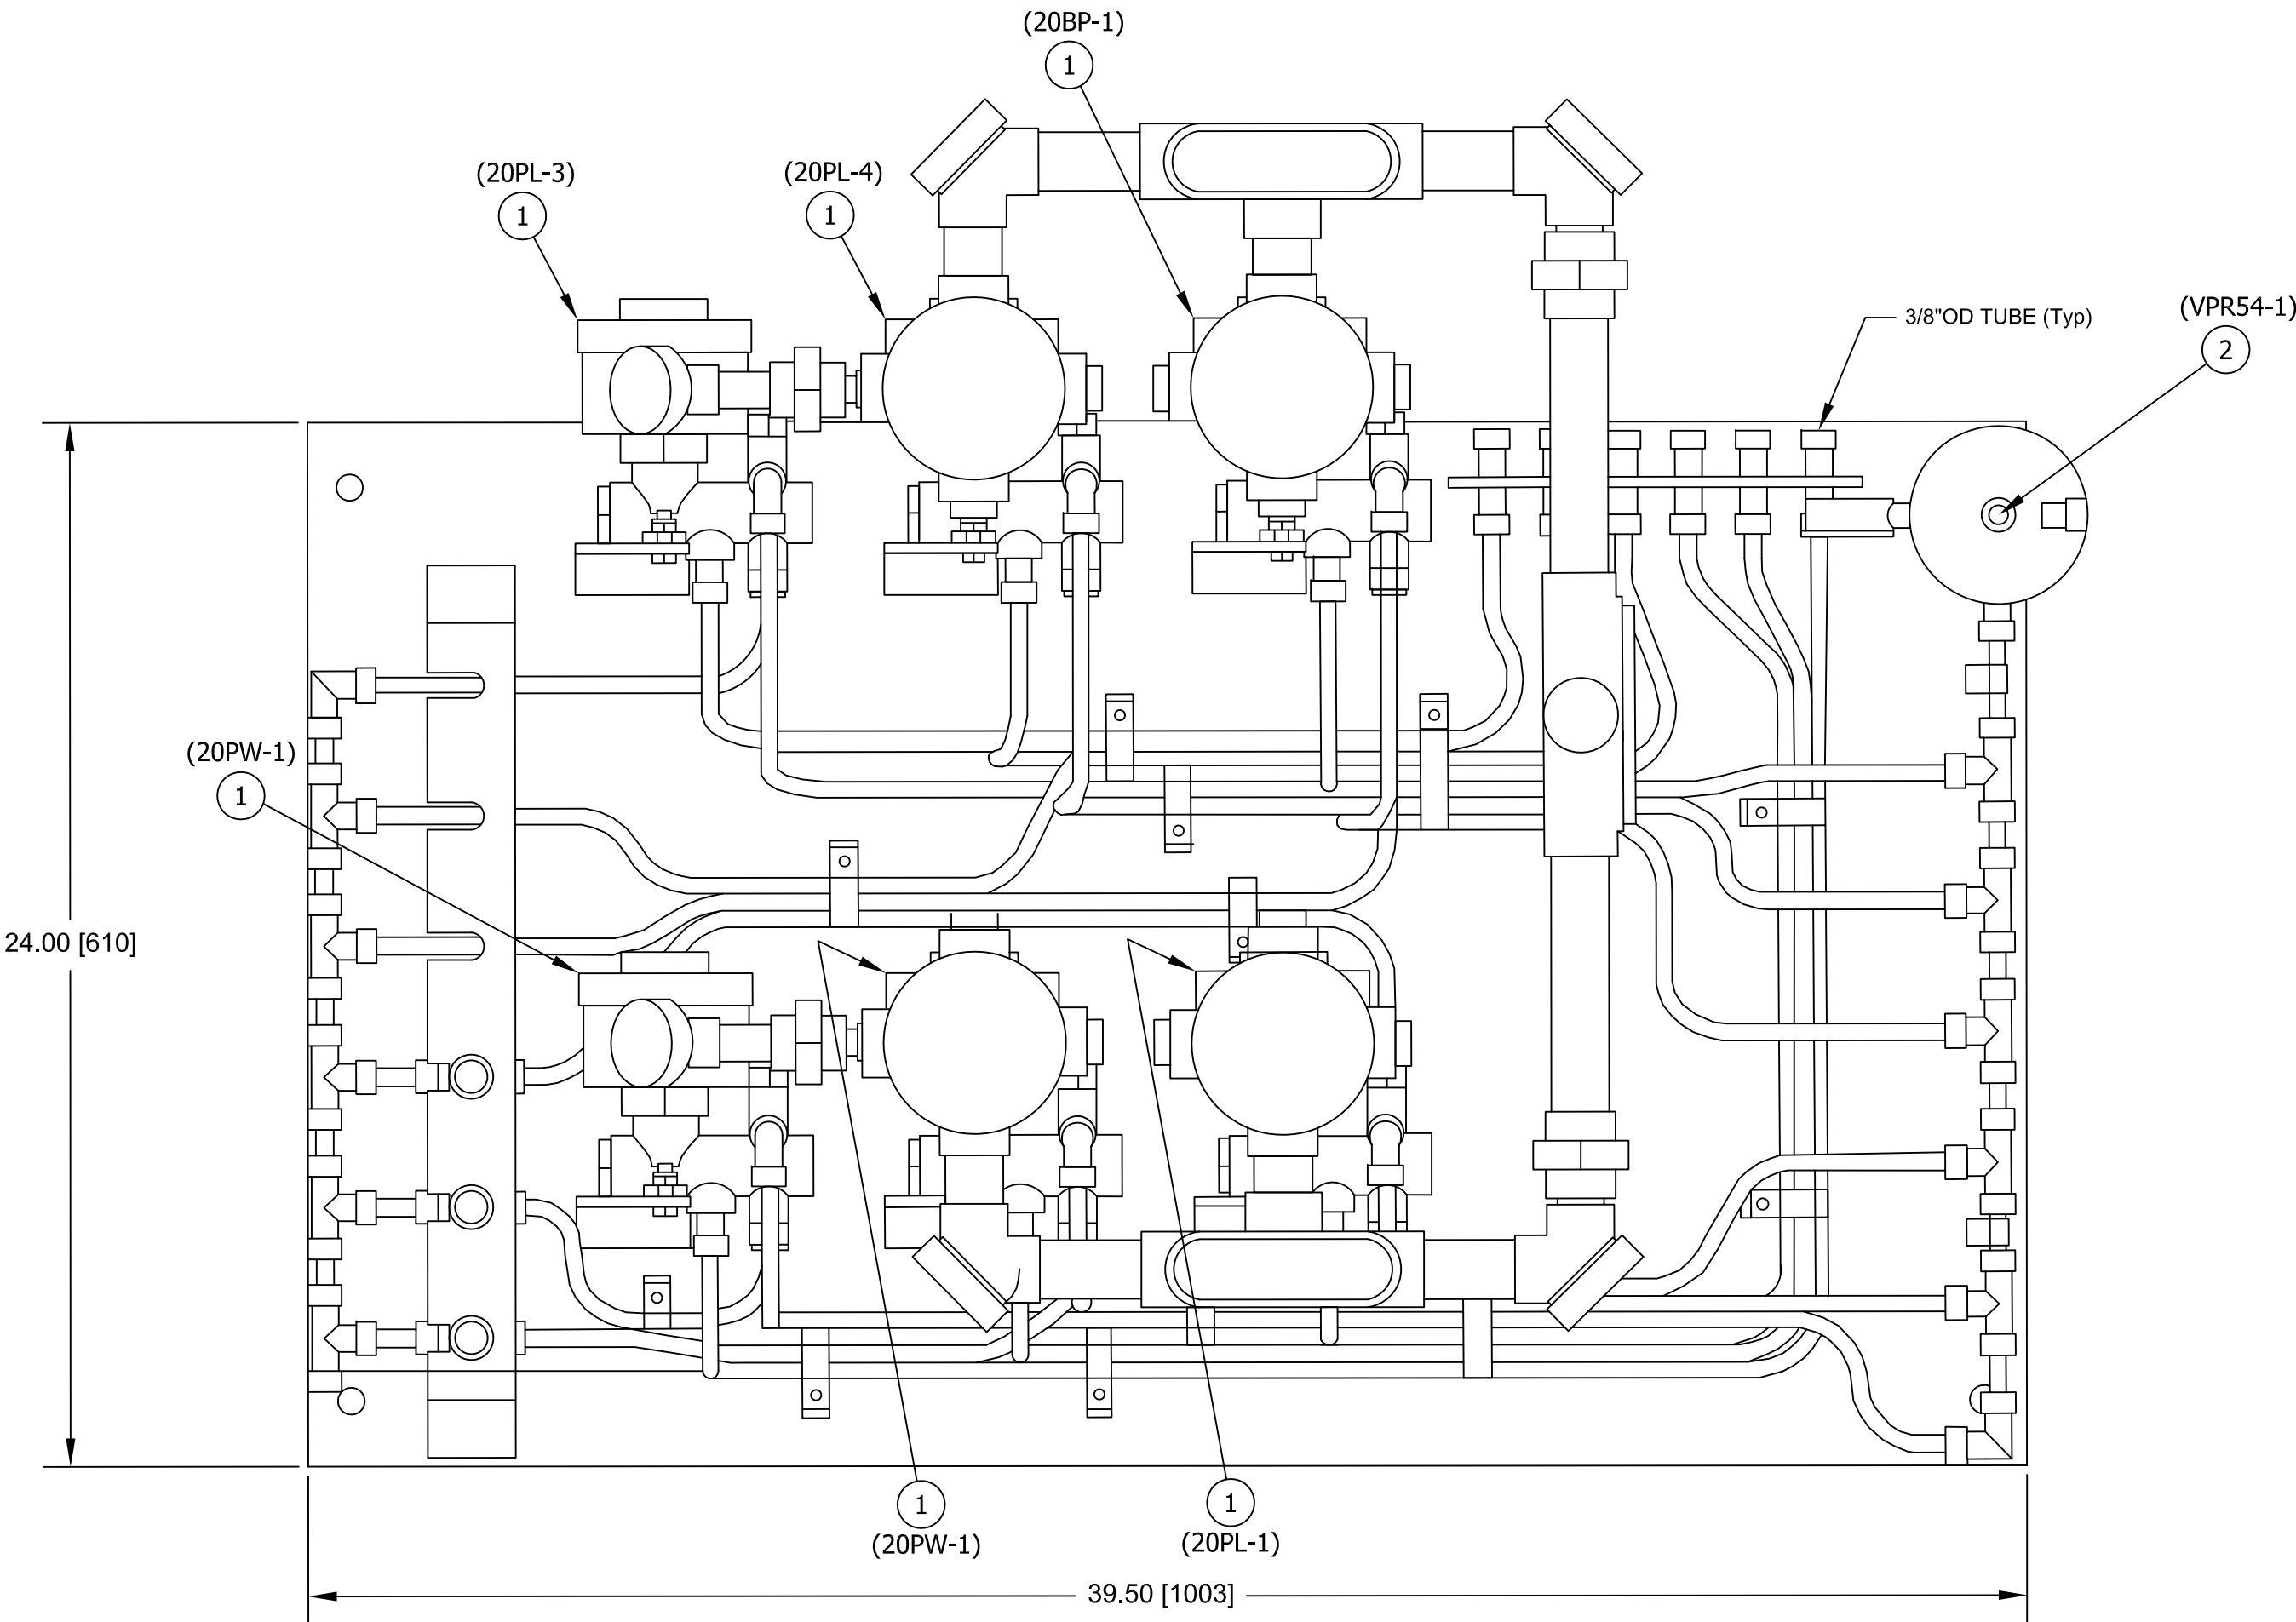 (20BP-1)
1
(20PL-3)
1
(20PL-4)
1
(VPR54-1)
2
3/8"OD TUBE (Typ)
(20PW-1)
1
24.00 [610]
1
(20PW-1)
1
(20PL-1)
39.50 [1003]